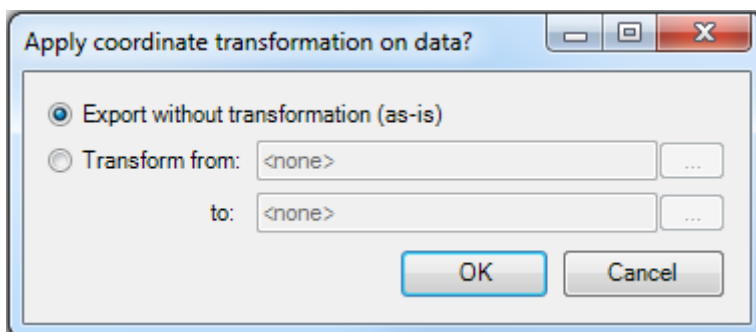 Apply coordinate transformation on data?
Export without transformation (as-is)
Transform from: <none> ...
to: <none> ...
OK Cancel